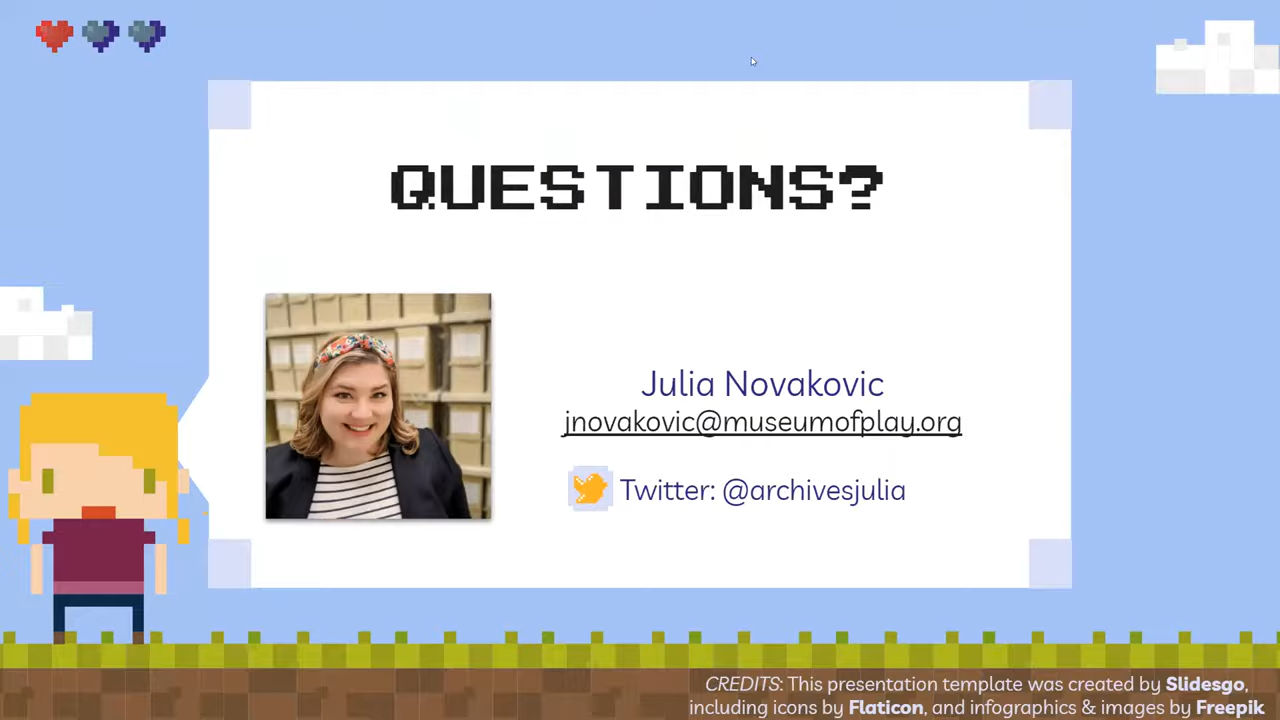 QUESTIONS?
Julia Novakovic
jnovakovic@museumofplay.org
Twitter: @archivesjulia
CREDITS: This presentation template was created by Slidesgo,
including icons by Flaticon, and infographics & images by Freepik